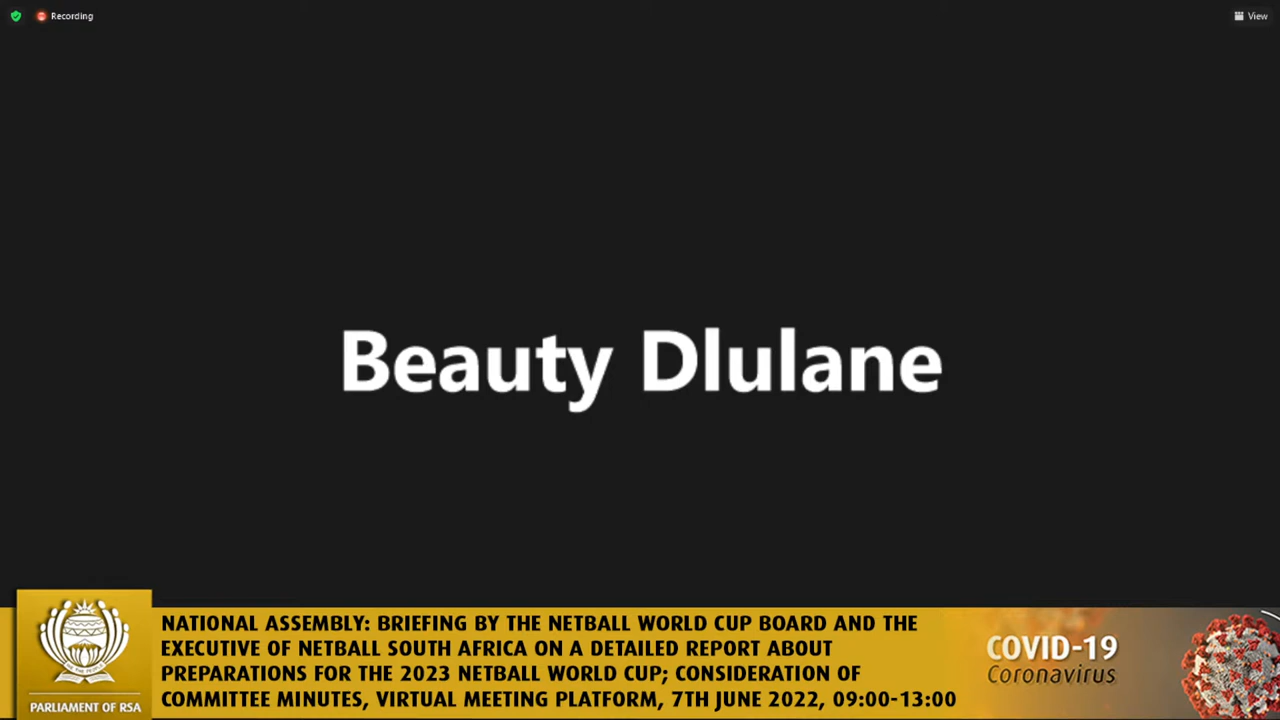 Recording
View
Beauty Dlulane
NATIONAL ASSEMBLY: BRIEFING BY THE NETBALL WORLD CUP BOARD AND THE
EXECUTIVE OF NETBALL SOUTH AFRICA ON A DETAILED REPORT ABOUT
PREPARATIONS FOR THE 2023 NETBALL WORLD CUP; CONSIDERATION OF
COMMITTEE MINUTES, VIRTUAL MEETING PLATFORM, 7TH JUNE 2022, 09:00-13:00
PARLIAMENT OF RSA
COVID-19
Coronavirus